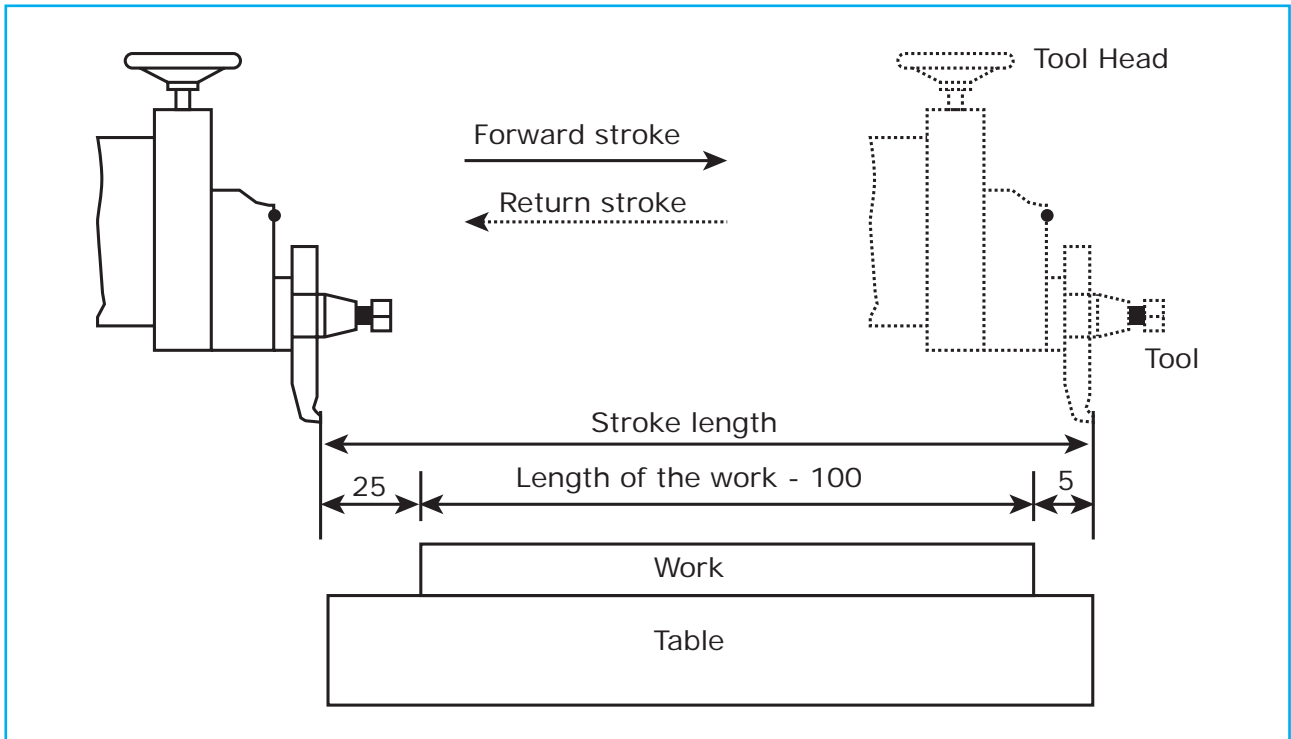 Tool Head
Forward stroke
Return stroke
Tool
Stroke length
25
Length of the work - 100
5
Work
Table